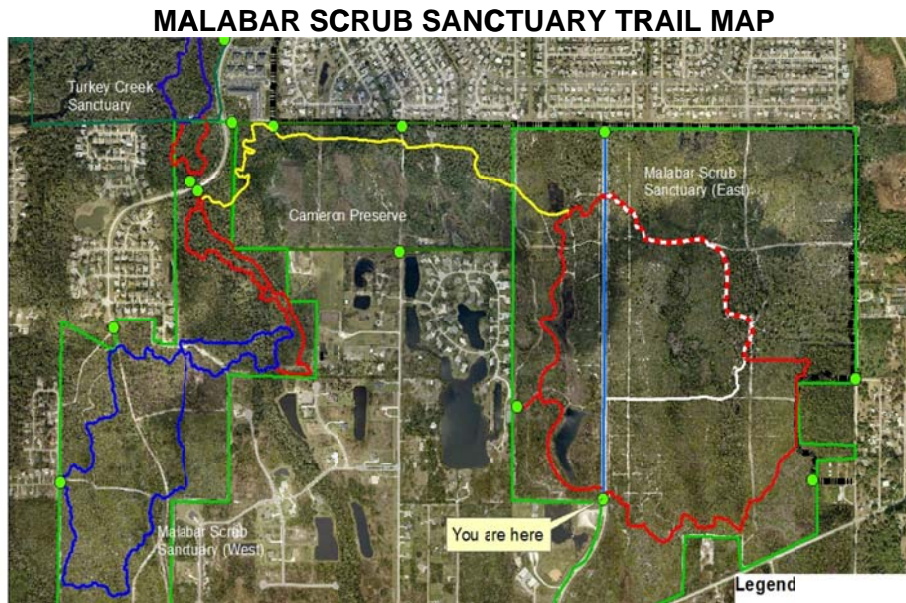 MALABAR SCRUB SANCTUARY TRAIL MAP
Turkey Creek
Sanctuary
Malabar Scrub
Sanctuary (East)
Cameron Preserve
You are here
Malabar Scrub
Sanctuary (West)
Legend